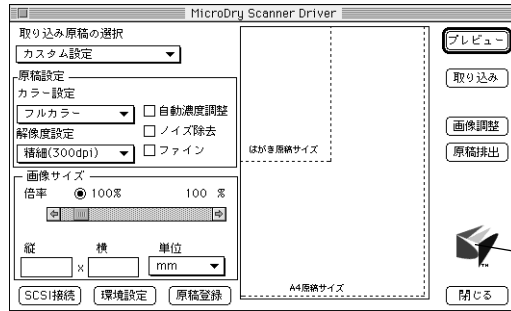 MicroDry Scanner Driver
取り込み原稿の選択
カスタム設定
原稿設定
カラー設定
フルカラー
自動濃度調整
解像度設定
ノイズ除去
精細(300dpi)
ファイン
画像サイズ
倍率
100%
100 %
縦
横
単位
x
mm
SCSI接続
環境設定
原稿登録
はがき原稿サイズ
A4原稿サイズ
プレビュー
取り込み
画像調整
原稿排出
TM
閉じる